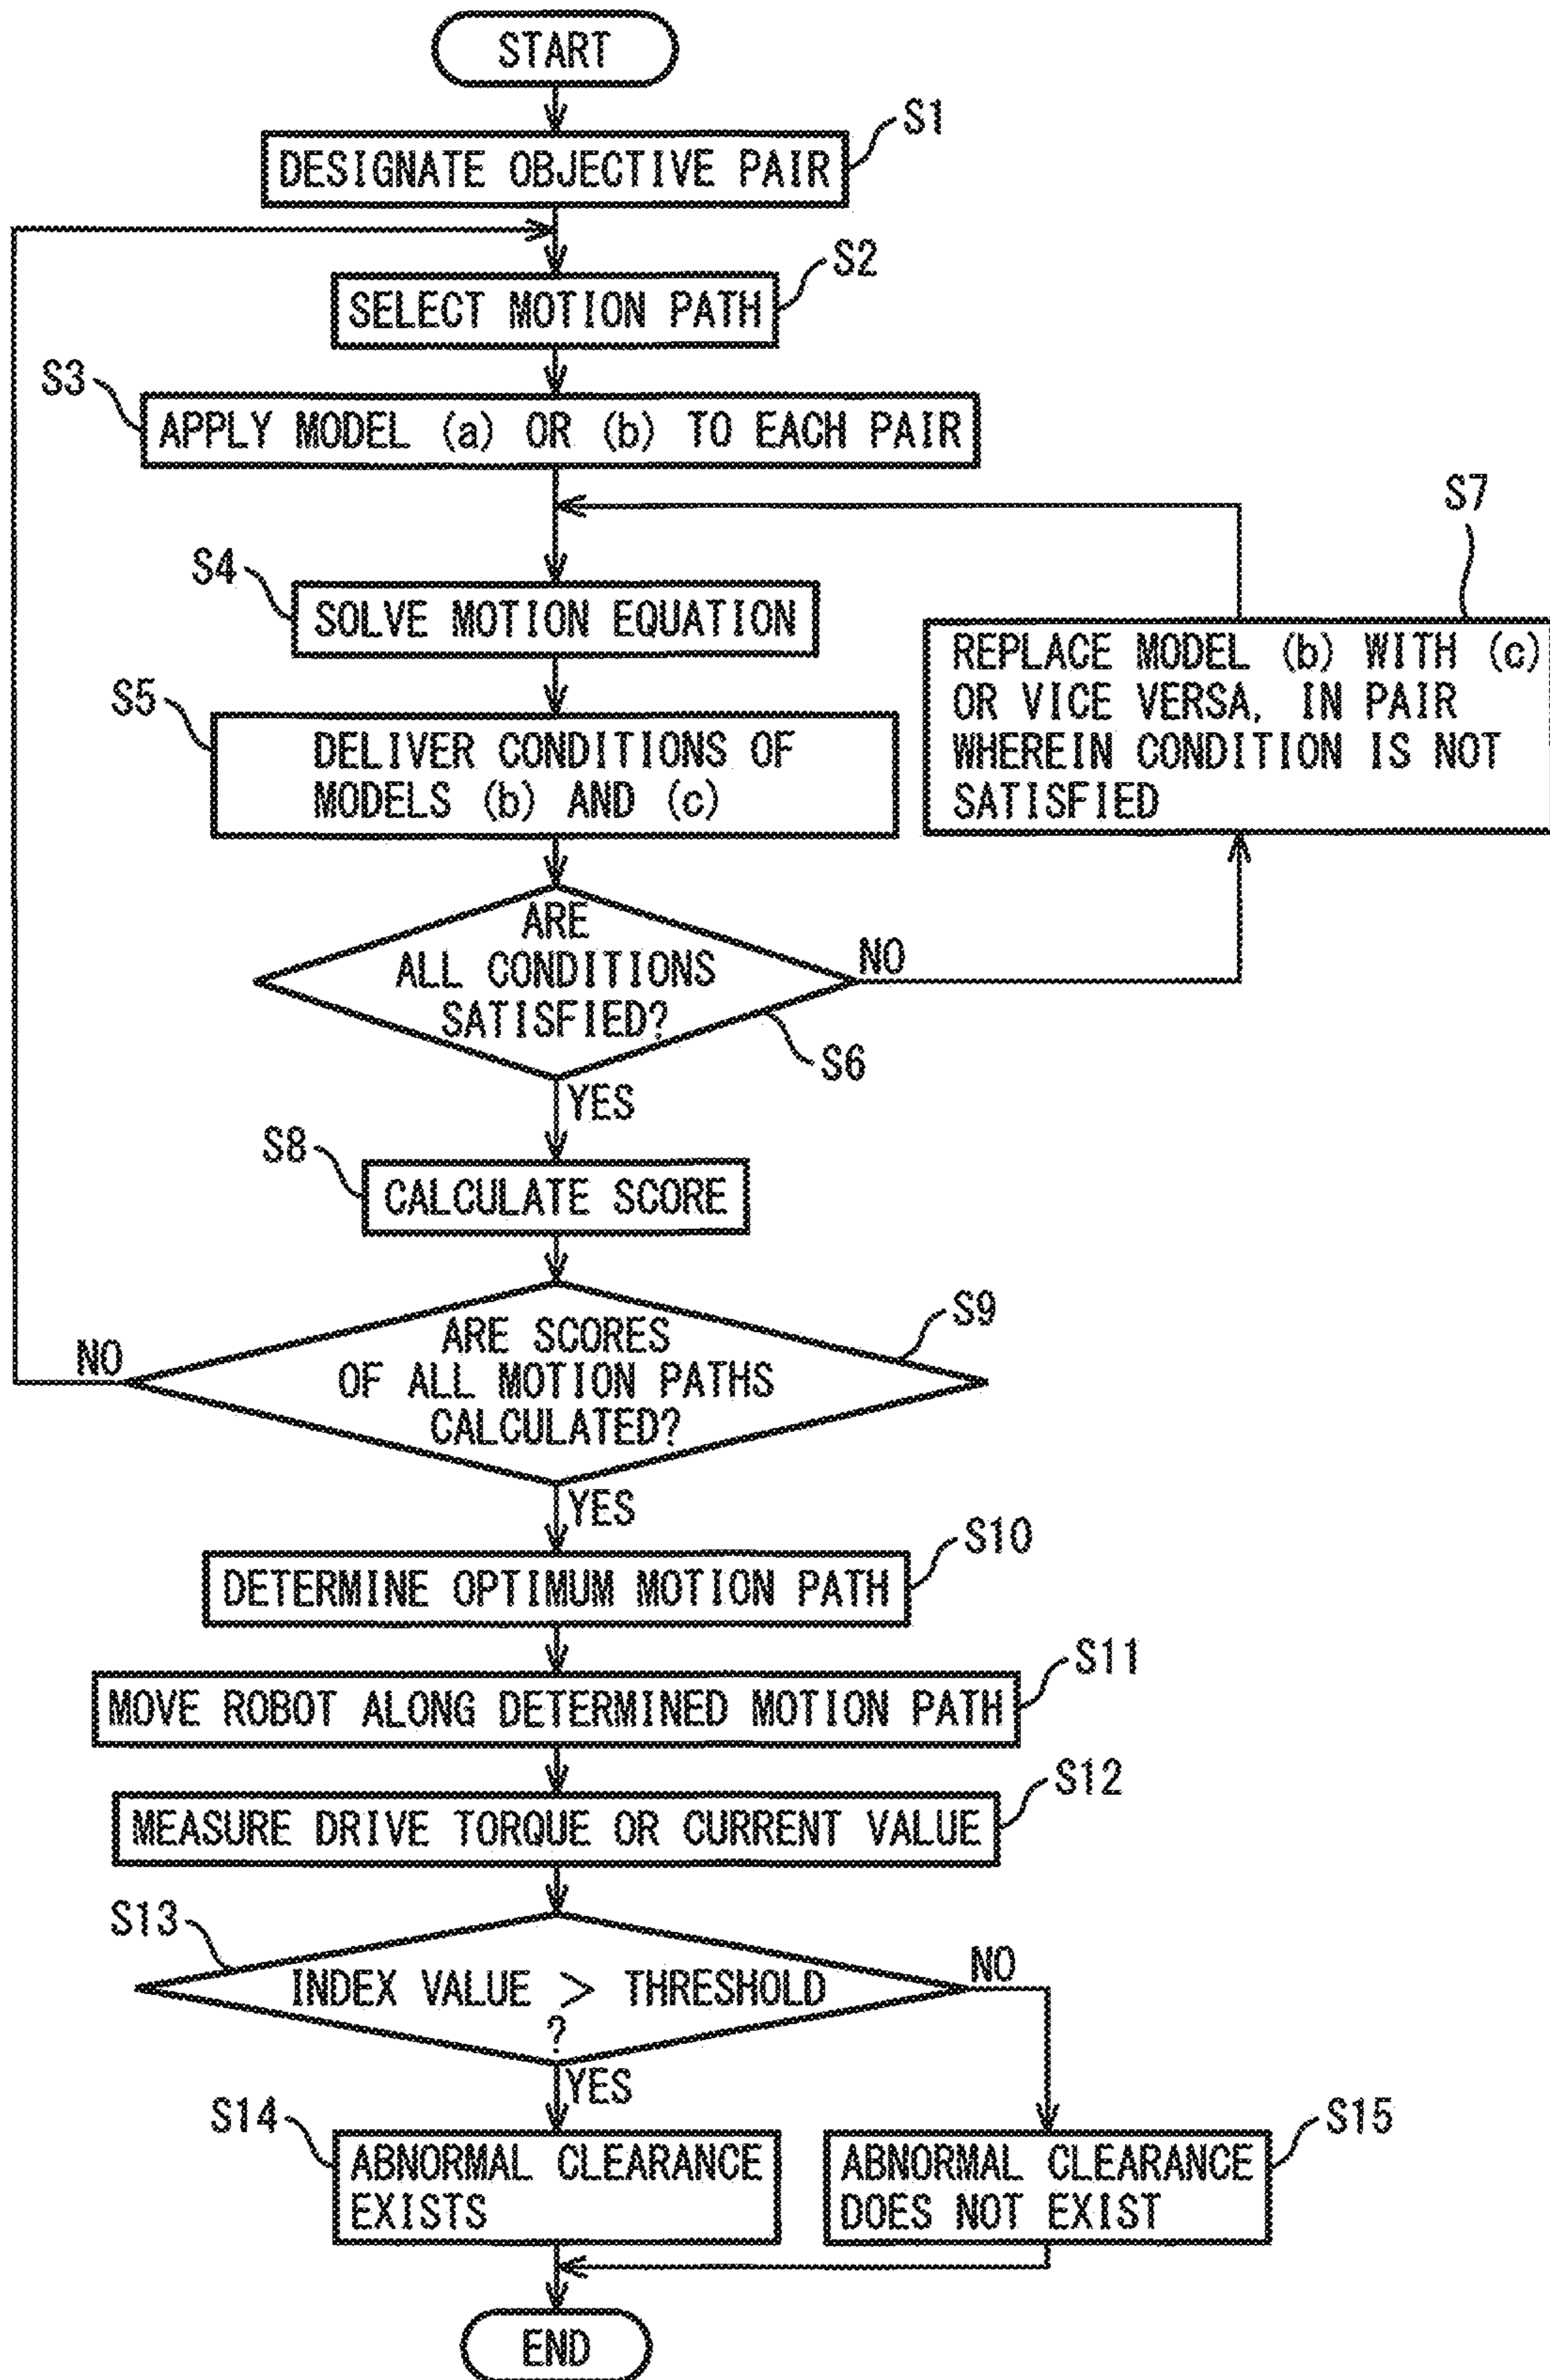 START
S1
DESIGNATE OBJECTIVE PAIR
S2
SELECT MOTION PATH
S3
APPLY MODEL (a) OR (b) TO EACH PAIR
S7
S4
SOLVE MOTION EQUATION
REPLACE MODEL (b) WITH (c)
OR VICE VERSA, IN PAIR
WHEREIN CONDITION IS NOT
SATISFIED
S5
DELIVER CONDITIONS OF
MODELS (b) AND (c)
ARE
ALL CONDITIONS
SATISFIED?
NO
S6
YES
S8
CALCULATE SCORE
S9
ARE SCORES
OF ALL MOTION PATHS
CALCULATED?
NO
YES
S10
DETERMINE OPTIMUM MOTION PATH
S11
MOVE ROBOT ALONG DETERMINED MOTION PATH
S12
MEASURE DRIVE TORQUE OR CURRENT VALUE
S13
INDEX VALUE > THRESHOLD
?
NO
YES
S14
ABNORMAL CLEARANCE
EXISTS
S15
ABNORMAL CLEARANCE
DOES NOT EXIST
END